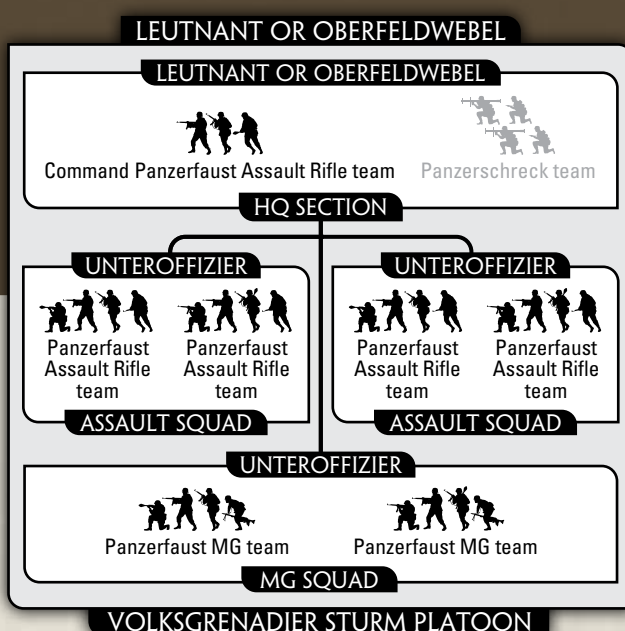 LEUTNANT OR OBERFELDWEBEL
LEUTNANT OR OBERFELDWEBEL
Command Panzerfaust Assault Rifle team
Panzerschreck team
HQ SECTION
UNTEROFFIZIER
Panzerfaust
Assault Rifle
team
Panzerfaust
Assault Rifle
team
ASSAULT SQUAD
UNTEROFFIZIER
Panzerfaust
Assault Rifle
team
Panzerfaust
Assault Rifle
team
ASSAULT SQUAD
UNTEROFFIZIER
Panzerfaust MG team
Panzerfaust MG team
MG SQUAD
VOLKSGRENADIER STURM PLATOON